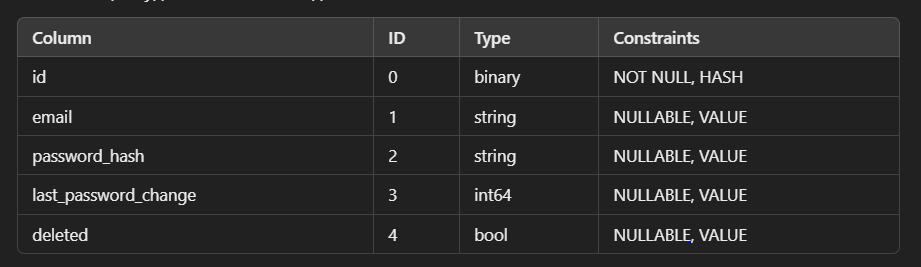 Column ID Type Constraints
id 0 binary NOT NULL, HASH
email 1 string NULLABLE, VALUE
password_hash 2 string NULLABLE, VALUE
last_password_change 3 int64 NULLABLE, VALUE
deleted 4 bool NULLABLE, VALUE